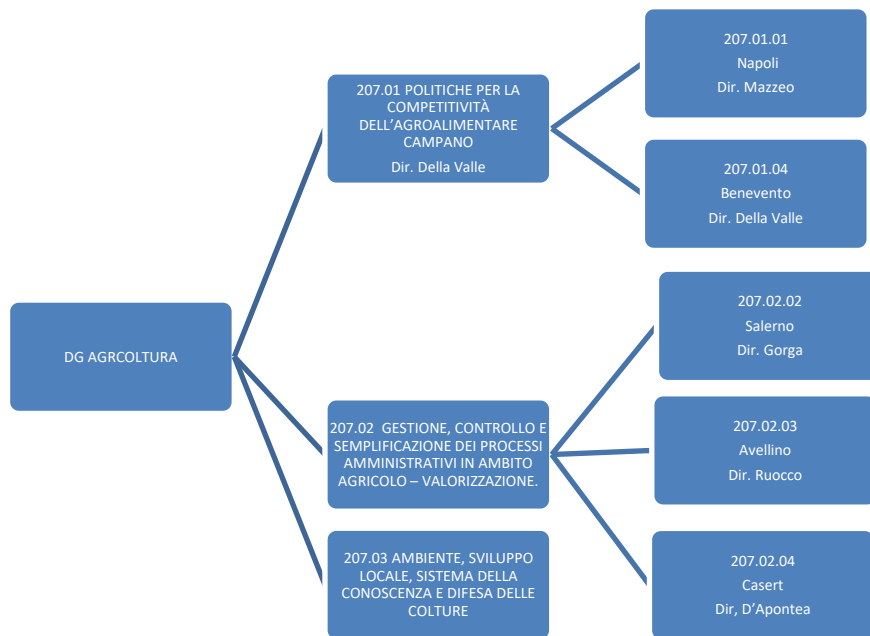 DG AGRCOLTURA
207.01 POLITICHE PER LA
COMPETITIVITÀ
DELL'AGROALIMENTARE
CAMPANO
Dir. Della Valle
207.01.01
Napoli
Dir. Mazzeo
207.01.04
Benevento
Dir. Della Valle
207.02 GESTIONE, CONTROLLO E
SEMPLIFICAZIONE DEI PROCESSI
AMMINISTRATIVI IN AMBITO
AGRICOLO – VALORIZZAZIONE.
207.02.02
Salerno
Dir. Gorga
207.02.03
Avellino
Dir. Ruocco
207.02.04
Casert
Dir, D'Apontea
207.03 AMBIENTE, SVILUPPO
LOCALE, SISTEMA DELLA
CONOSCENZA E DIFESA DELLE
COLTURE